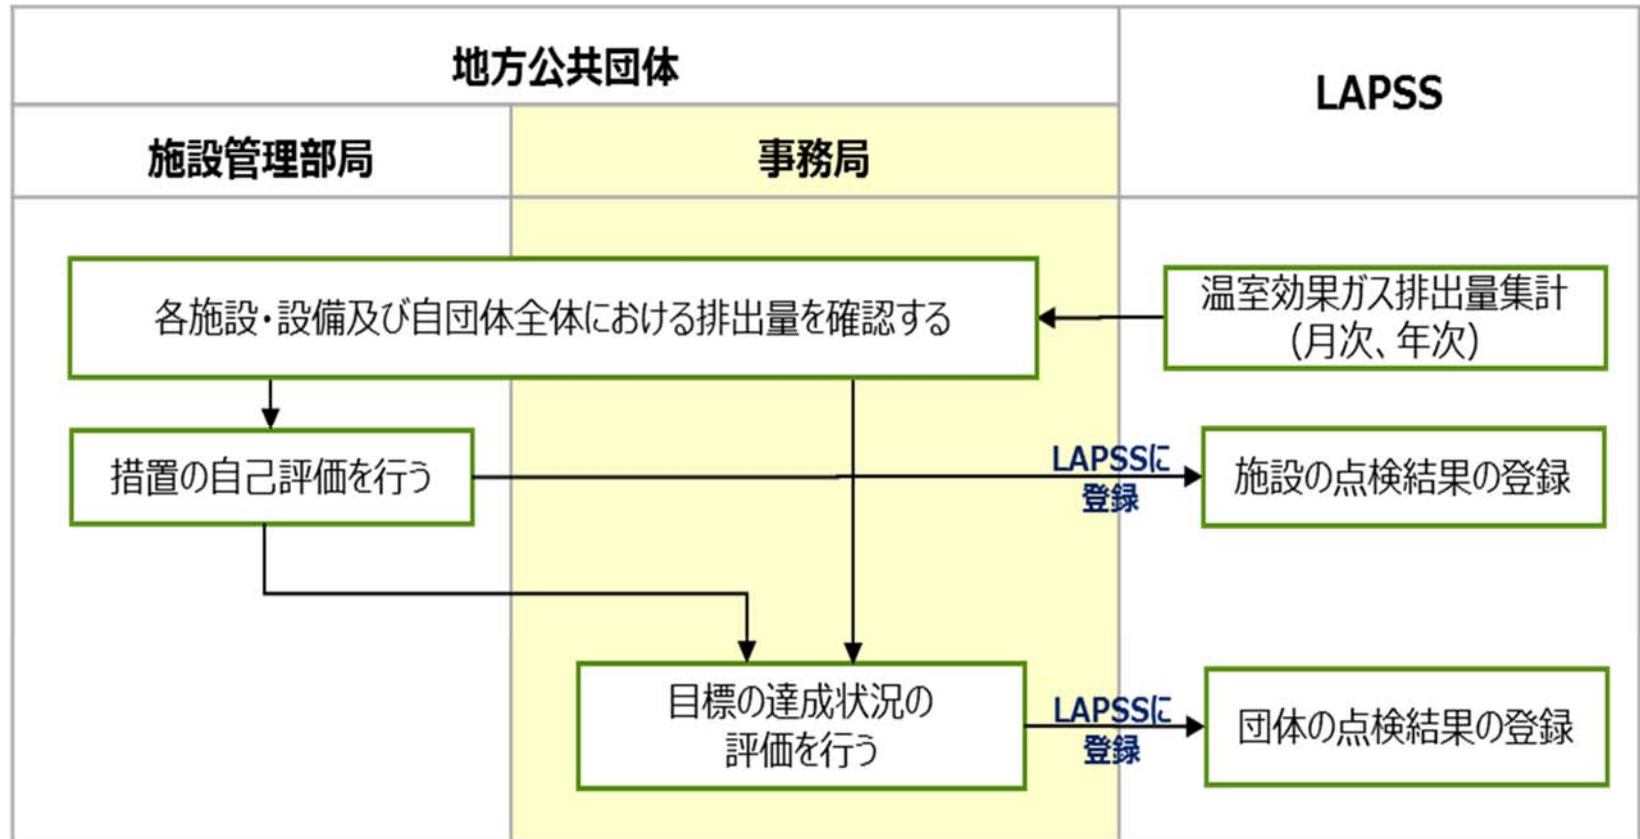 地方公共団体
LAPSS
施設管理部局
事務局
各施設・設備及び自団体全体における排出量を確認する
温室効果ガス排出量集計
(月次、年次)
措置の自己評価を行う
LAPSSに
登録
施設の点検結果の登録
目標の達成状況の
評価を行う
LAPSSに
登録
団体の点検結果の登録